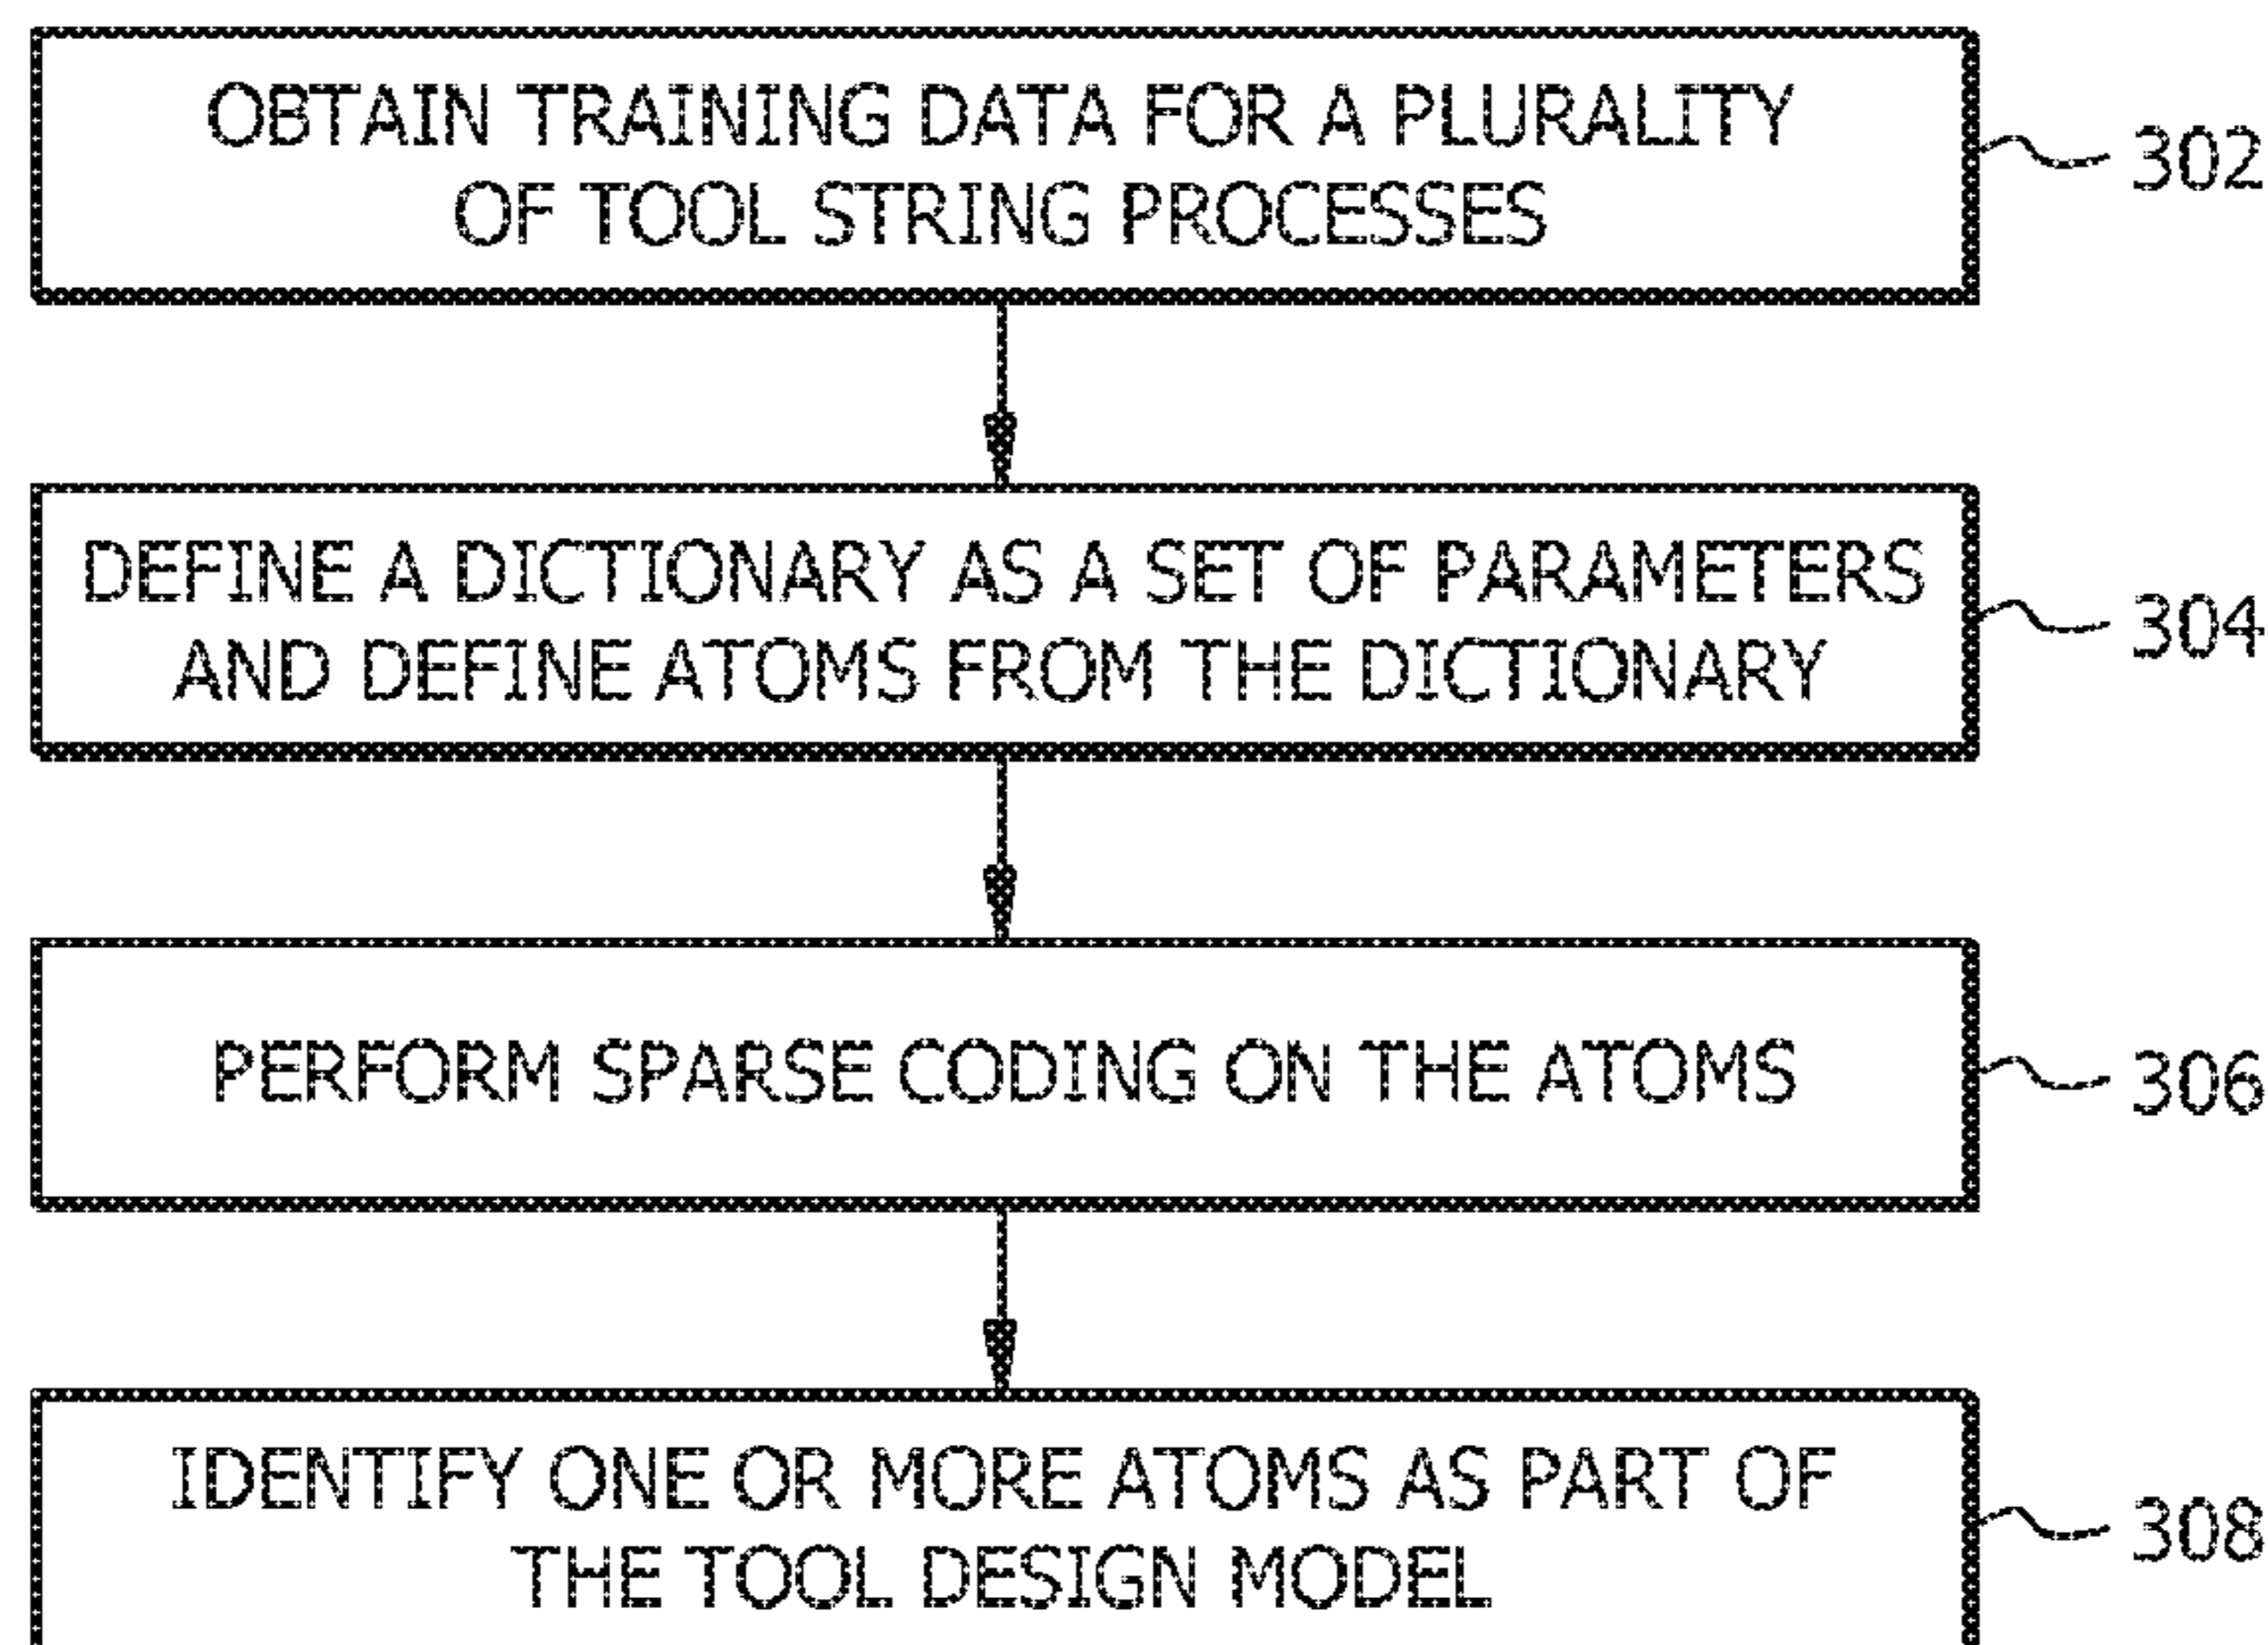 OBTAIN TRAINING DATA FOR A PLURALITY
OF TOOL STRING PROCESSES
302
DEFINE A DICTIONARY AS A SET OF PARAMETERS
AND DEFINE ATOMS FROM THE DICTIONARY
304
PERFORM SPARSE CODING ON THE ATOMS
306
IDENTIFY ONE OR MORE ATOMS AS PART OF
THE TOOL DESIGN MODEL
308